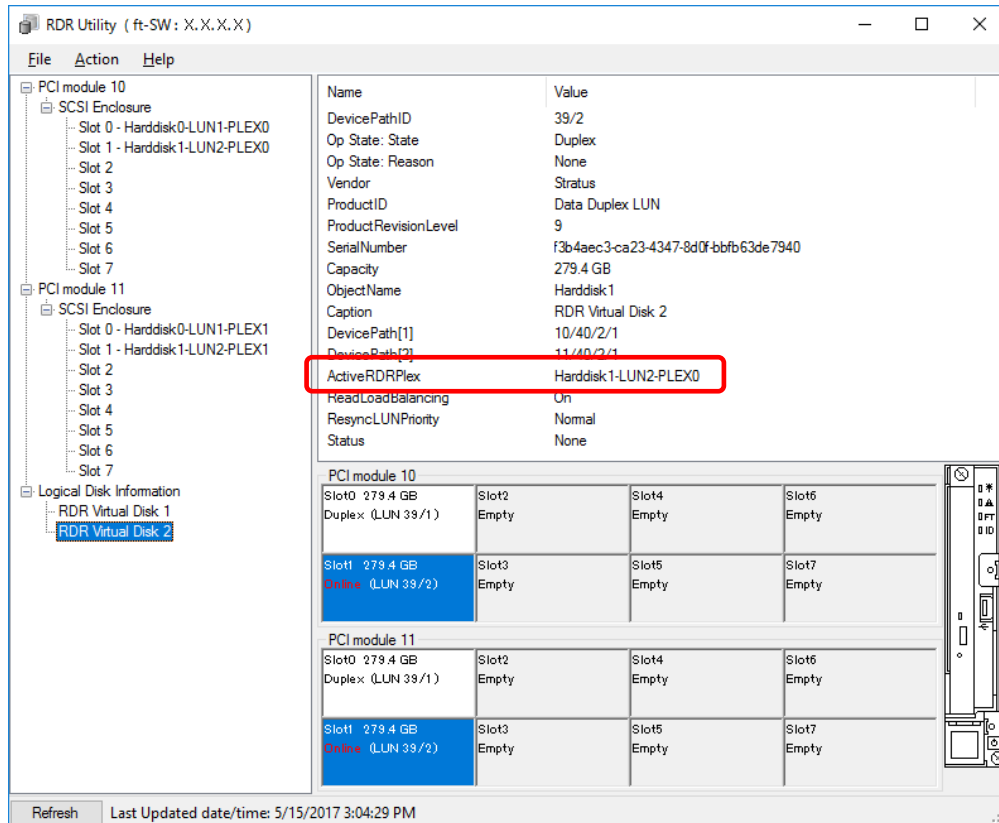 RDR Utility ( ft-SW : X.X.X.X )
File Action Help
PCI module 10
SCSI Enclosure
Slot 0 - Harddisk0-LUN1-PLEX0
Slot 1 - Harddisk1-LUN2-PLEX0
Slot 2
Slot 3
Slot 4
Slot 5
Slot 6
Slot 7
PCI module 11
SCSI Enclosure
Slot 0 - Harddisk0-LUN1-PLEX1
Slot 1 - Harddisk1-LUN2-PLEX1
Slot 2
Slot 3
Slot 4
Slot 5
Slot 6
Slot 7
Logical Disk Information
RDR Virtual Disk 1
RDR Virtual Disk 2
Name Value
DevicePathID 39/2
Op State: State Duplex
Op State: Reason None
Vendor Stratus
ProductID Data Duplex LUN
ProductRevisionLevel 9
SerialNumber f3b4aec3-ca23-4347-8d0f-bbfb63de7940
Capacity 279.4 GB
ObjectName Harddisk1
Caption RDR Virtual Disk 2
DevicePath[1] 10/40/2/1
DevicePath[2] 11/40/2/1
ActiveRDRPlex Harddisk1-LUN2-PLEX0
ReadLoadBalancing On
ResyncLUNPriority Normal
Status None
PCI module 10
Slot0 279.4 GB Slot2 Slot4 Slot6
Duplex (LUN 39/1) Empty Empty Empty
Slot1 279.4 GB Slot3 Slot5 Slot7
Online (LUN 39/2) Empty Empty Empty
PCI module 11
Slot0 279.4 GB Slot2 Slot4 Slot6
Duplex (LUN 39/1) Empty Empty Empty
Slot1 279.4 GB Slot3 Slot5 Slot7
Online (LUN 39/2) Empty Empty Empty
FT
ID
Refresh Last Updated date/time: 5/15/2017 3:04:29 PM